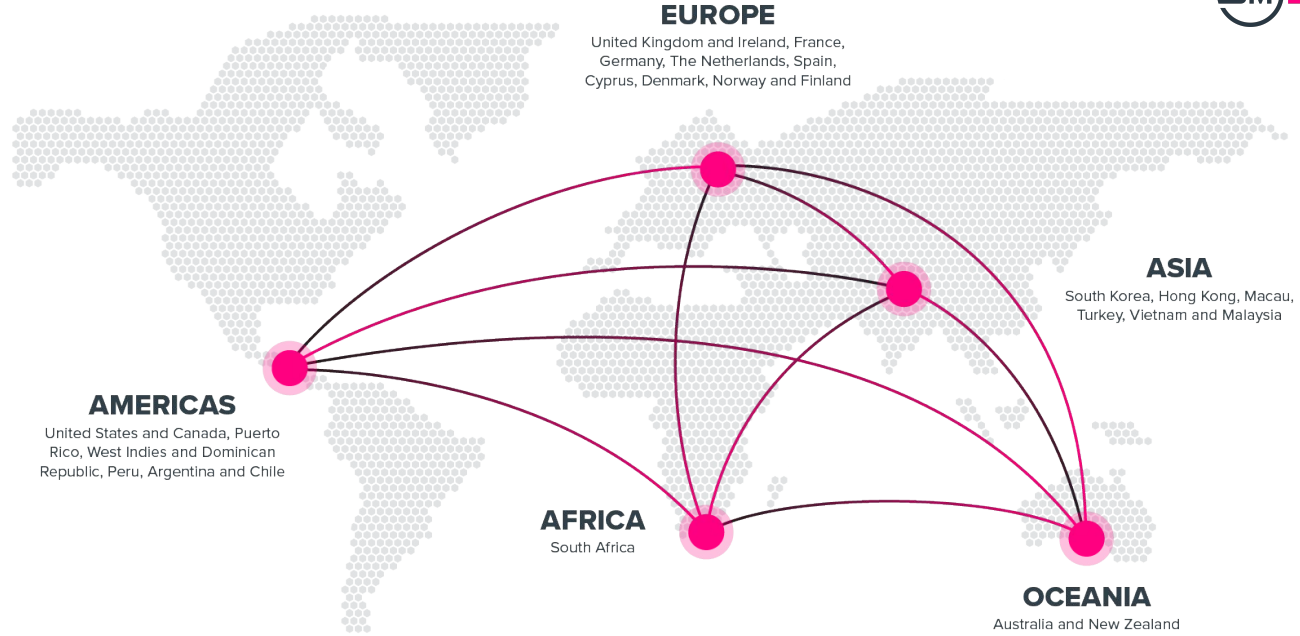 EUROPE
United Kingdom and Ireland, France,
Germany, The Netherlands, Spain,
Cyprus, Denmark, Norway and Finland
ASIA
South Korea, Hong Kong, Macau,
Turkey, Vietnam and Malaysia
AMERICAS
United States and Canada, Puerto
Rico, West Indies and Dominican
Republic, Peru, Argentina and Chile
AFRICA
South Africa
OCEANIA
Australia and New Zealand